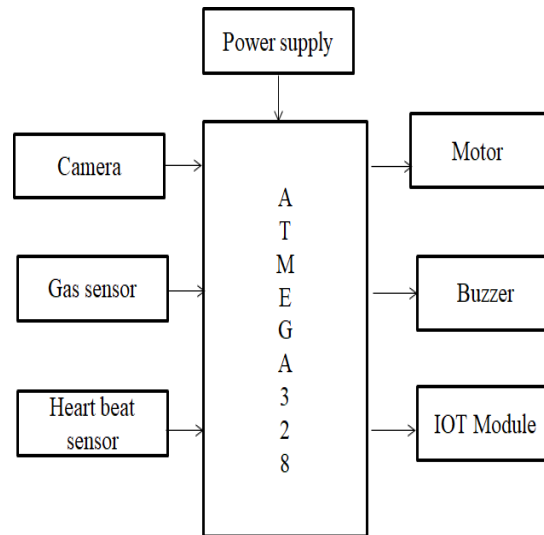 Power supply
Camera
Motor
Gas sensor
Buzzer
Heart beat
sensor
IOT Module
A
T
M
E
G
A
3
2
8